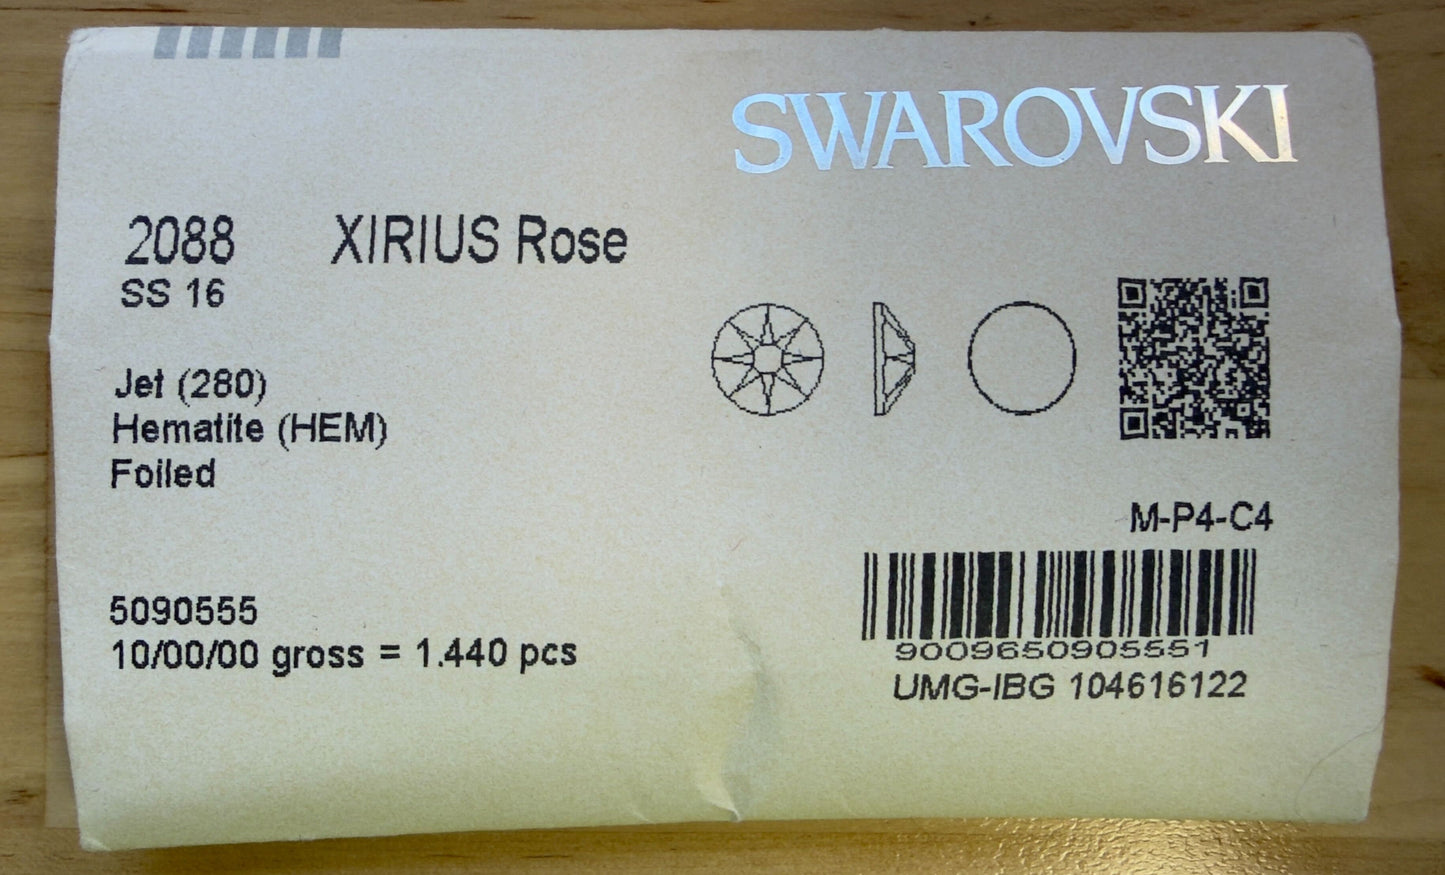 SWAROVSKI
2088 XIRIUS Rose
SS 16
Jet (280)
Hematite (HEM)
Foiled
M-P4-C4
5090555
10/00/00 gross = 1.440 pcs
9009650905551
UMG-IBG 104616122